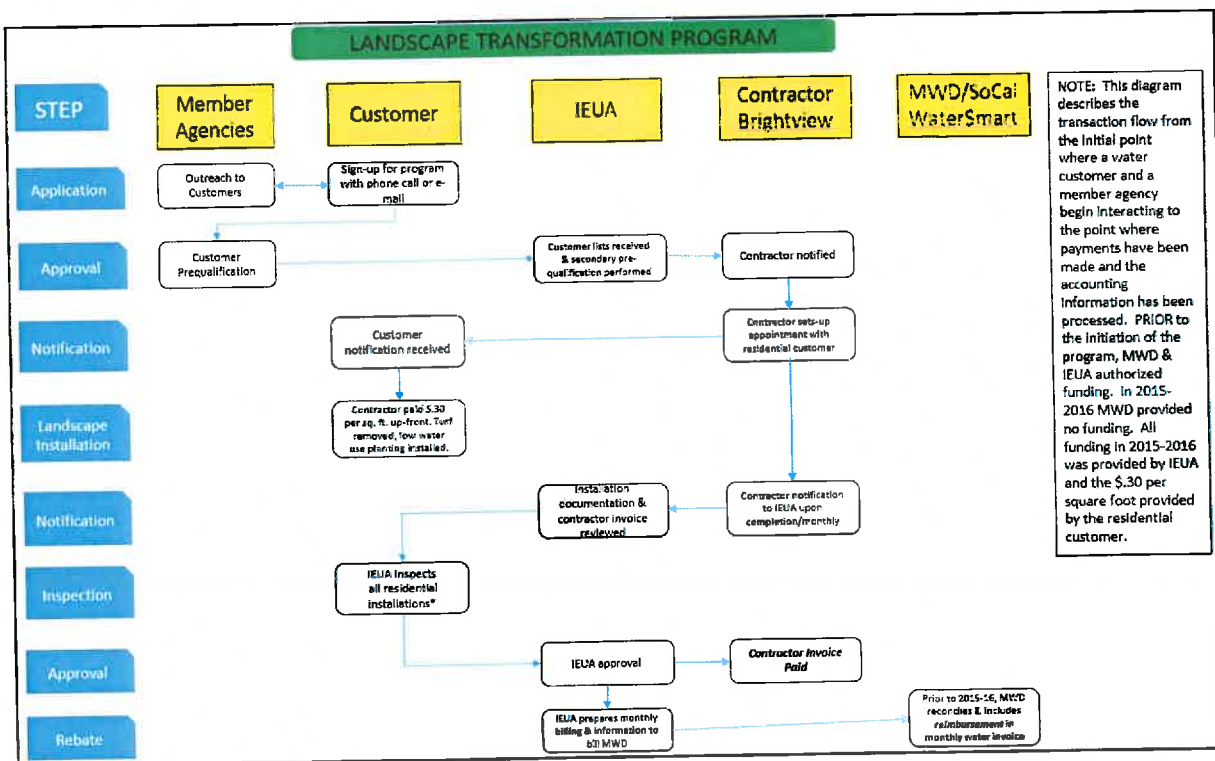 LANDSCAPE TRANSFORMATION PROGRAM
STEP
Member
Agencies
Customer
IEUA
Contractor
Brightview
MWD/SoCal
Water$mart
NOTE: This diagram
describes the
transaction flow from
the initial point
where a water
customer and a
member agency
begin interacting to
the point where
payments have been
made and the
accounting
information has been
processed. PRIOR to
the initiation of the
program, MWD &
IEUA authorized
funding. In 2015-
2016 MWD provided
no funding. All
funding in 2015-2016
was provided by IEUA
and the $.30 per
square foot provided
by the residential
customer.
Application
Outreach to
Customers
Sign-up for program
with phone call or e-
mail
Approval
Customer
Prequalification
Customer lists received
& secondary pre-
qualification performed
Contractor notified
Notification
Customer
notification received
Contractor sets-up
appointment with
residential customer
Landscape
Installation
Contractor paid $.30
per sq. ft. up-front. Turf
removed, low water
use planting installed.
Notification
Installation
documentation &
contractor invoice
reviewed
Contractor notification
to IEUA upon
completion/monthly
Inspection
IEUA Inspects
all residential
installations*
Approval
IEUA approval
Contractor Invoice
Paid
Rebate
IEUA prepares monthly
billing & information to
bill MWD
Prior to 2015-16, MWD
reconciles & includes
reimbursement in
monthly water invoice